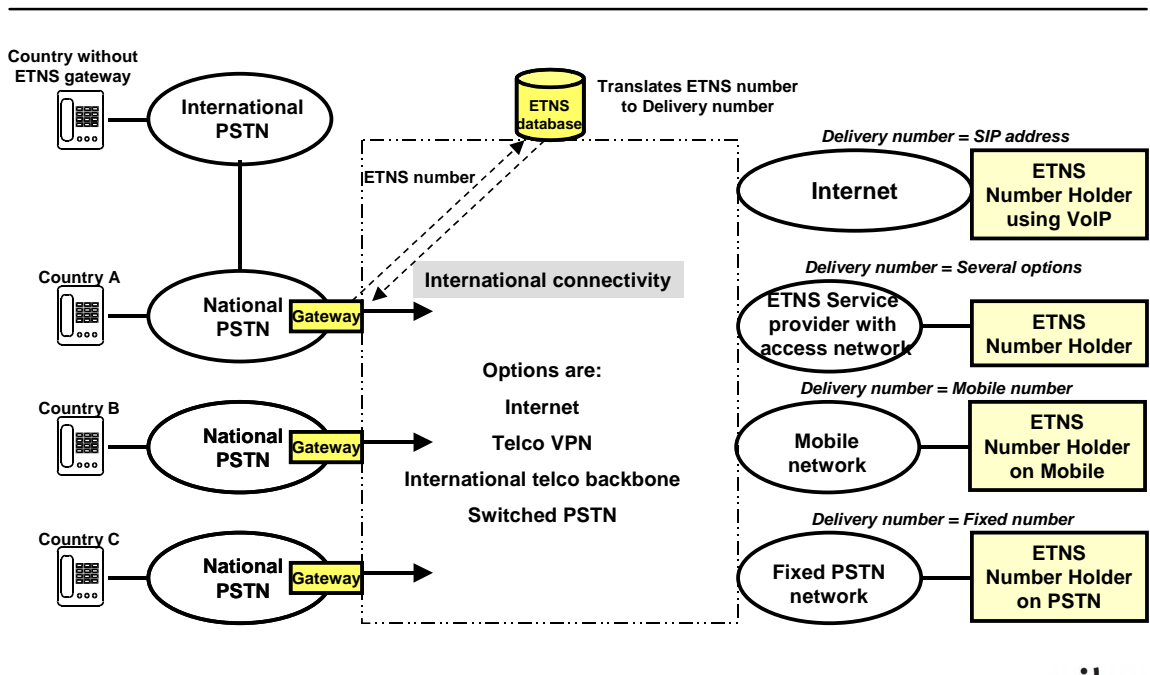 Country without
ETNS gateway
International
PSTN
ETNS
database
Translates ETNS number
to Delivery number
ETNS number
Delivery number = SIP address
Internet
ETNS
Number Holder
using VoIP
Country A
National
PSTN
Gateway
International connectivity
Delivery number = Several options
ETNS Service
provider with
access network
ETNS
Number Holder
Options are:
Internet
Telco VPN
International telco backbone
Switched PSTN
Country B
National
PSTN
Gateway
Delivery number = Mobile number
Mobile
network
ETNS
Number Holder
on Mobile
Country C
National
PSTN
Gateway
Delivery number = Fixed number
Fixed PSTN
network
ETNS
Number Holder
on PSTN